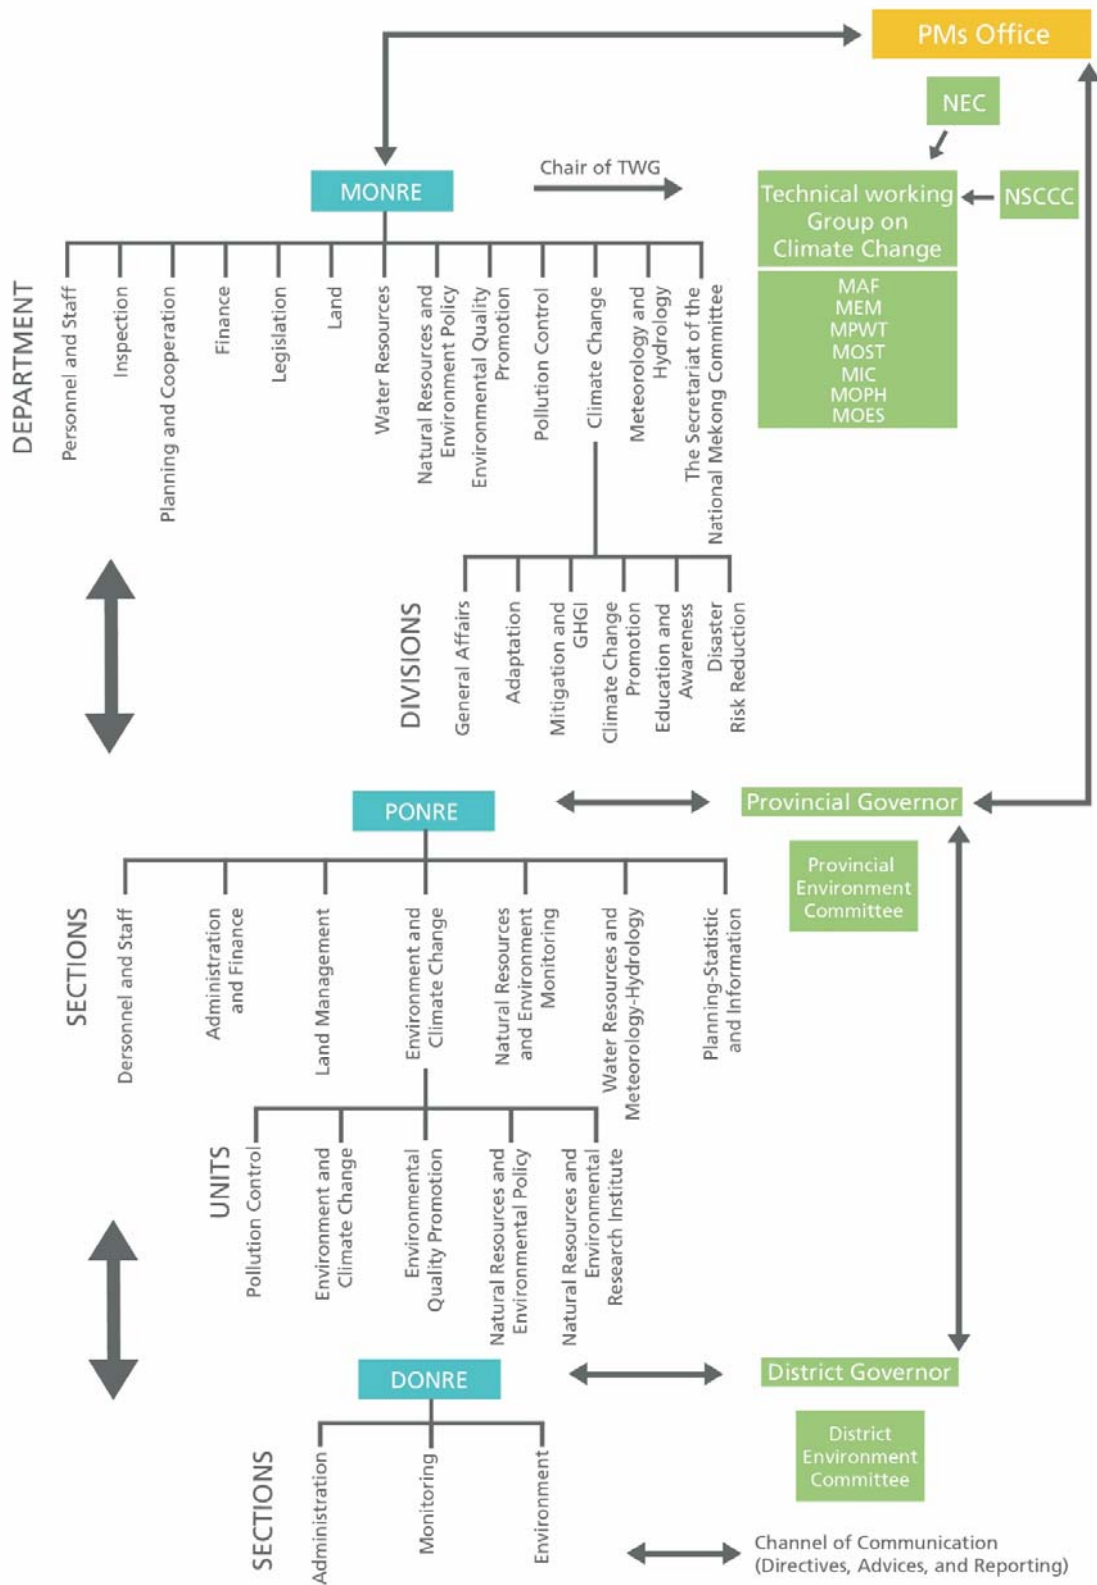 PMs Office
NEC
Chair of TWG
MONRE
Technical working
Group on
Climate Change
NSCCC
MAF
MEM
MPWT
MOST
MIC
MOPH
MOES
DEPARTMENT
Personnel and Staff
Inspection
Planning and Cooperation
Finance
Legislation
Land
Water Resources
Natural Resources and
Environment Policy
Environmental Quality
Promotion
Pollution Control
Climate Change
Meteorology and
Hydrology
The Secretariat of the
National Mekong Committee
DIVISIONS
General Affairs
Adaptation
Mitigation and
GHGI
Climate Change
Promotion
Education and
Awareness
Disaster
Risk Reduction
PONRE
Provincial Governor
Provincial
Environment
Committee
SECTIONS
Dersonnel and Staff
Administration
and Finance
Land Management
Environment and
Climate Change
Natural Resources
and Environment
Monitoring
Water Resources and
Meteorology-Hydrology
Planning-Statistic
and Information
UNITS
Pollution Control
Environment and
Climate Change
Environmental
Quality Promotion
Natural Resources and
Environmental Policy
Natural Resources and
Environmental
Research Institute
DONRE
District Governor
District
Environment
Committee
SECTIONS
Administration
Monitoring
Environment
Channel of Communication
(Directives, Advices, and Reporting)